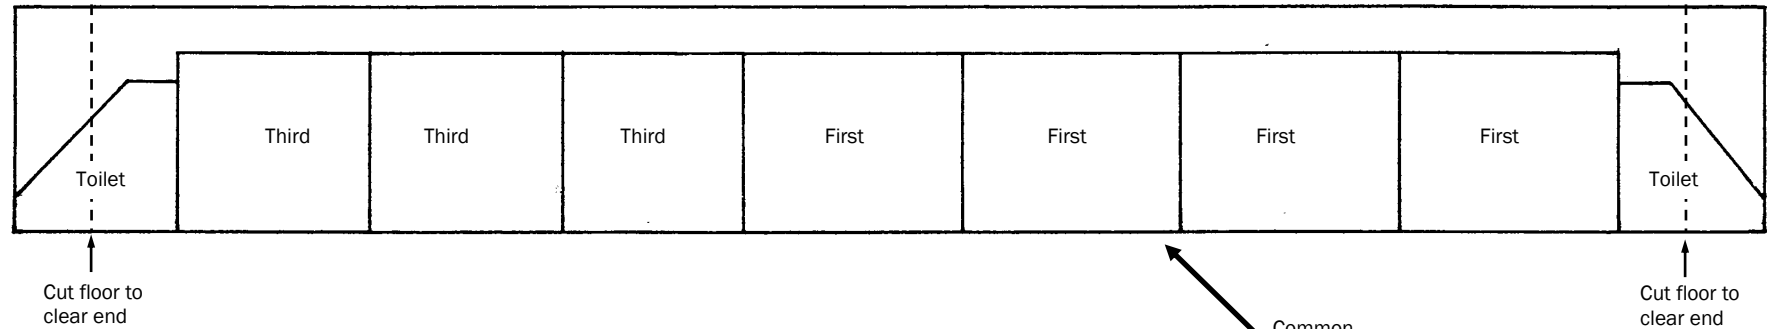 Third
Third
Third
First
First
First
First
Toilet
Toilet
Cut floor to
clear end
Cut floor to
clear end
Common